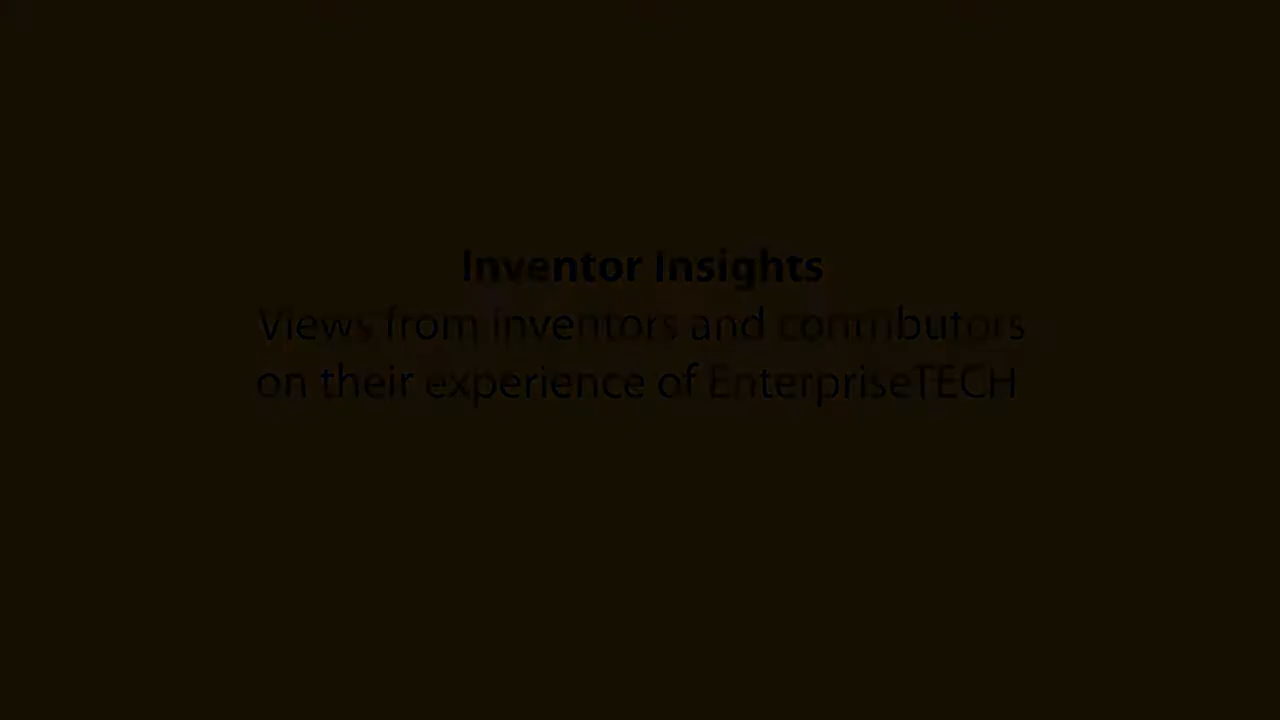 Inventor Insights
Views from inventors and contributors
on their experience of EnterpriseTECH